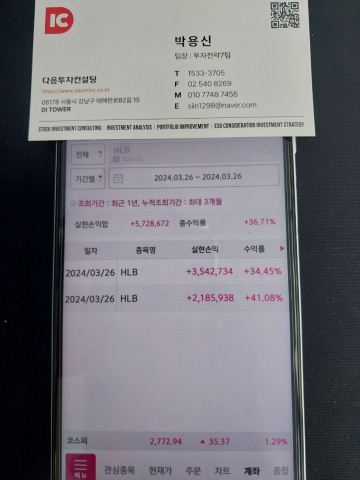 IC
박용신
팀장 | 투자전략7팀
다음투자컨설팅
06178 서울시 강남구 테헤란로82길 15
DI TOWER
T 1533-3705
F 02 540 8269
M 010 7748 7456
E siin1298@naver.com
STOCK INVESTMENT CONSULTING | INVESTMENT ANALYSIS | PORTFOLIO IMPROVEMENT | ESG CONSIDERATION INVESTMENT STRATEGY
전체 HLB
기간별 2024.03.26 ~ 2024.03.26
조회기간 : 최근 1년, 누적조회기간 : 최대 3개월
실현손익합 +5,728,672 총수익률 +36.71%
일자 종목명 실현손익 수익률
2024/03/26 HLB +3,542,734 +34.45%
2024/03/26 HLB +2,185,938 +41.08%
코스피 2,772.94 ▲ 35.37 1.29%
메뉴 관심종목 현재가 주문 차트 계좌 종합